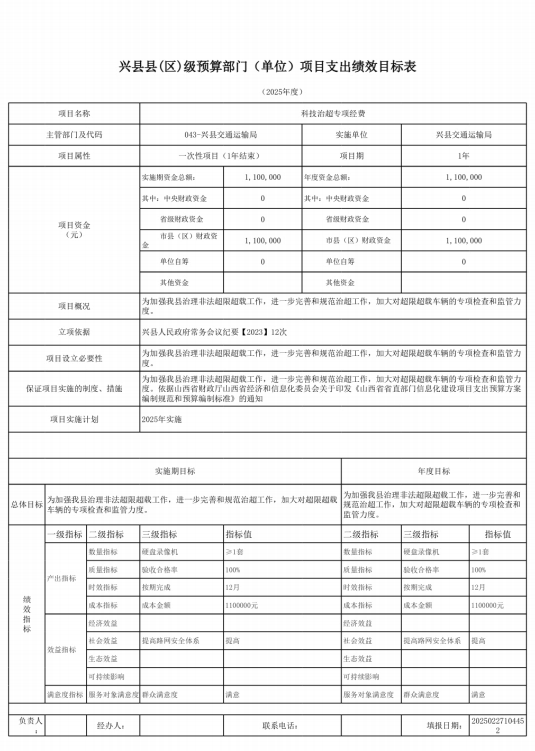 兴县县(区)级预算部门（单位）项目支出绩效目标表
（2025年度）
项目名称 科技治超专项经费
主管部门及代码 043-兴县交通运输局 实施单位 兴县交通运输局
项目属性 一次性项目（1年结束） 项目期 1年
项目资金
（元）
实施期资金总额： 1,100,000 年度资金总额： 1,100,000
其中：中央财政资金 0 其中：中央财政资金 0
省级财政资金 0 省级财政资金 0
市县（区）财政资金 1,100,000 市县（区）财政资金 1,100,000
单位自筹 0 单位自筹 0
其他资金 其他资金
项目概况 为加强我县治理非法超限超载工作，进一步完善和规范治超工作，加大对超限超载车辆的专项检查和监管力
度。
立项依据 兴县人民政府常务会议纪要【2023】12次
项目设立必要性 为加强我县治理非法超限超载工作，进一步完善和规范治超工作，加大对超限超载车辆的专项检查和监管力
度。
保证项目实施的制度、措施 为加强我县治理非法超限超载工作，进一步完善和规范治超工作，加大对超限超载车辆的专项检查和监管力
度。依据山西省财政厅山西省经济和信息化委员会关于印发《山西省省直部门信息化建设项目支出预算方案
编制规范和预算编制标准》的通知
项目实施计划 2025年实施
实施期目标 年度目标
总体目标 为加强我县治理非法超限超载工作，进一步完善和规范治超工作，加大对超限超载
车辆的专项检查和监管力度。
为加强我县治理非法超限超载工作，进一步完善和
规范治超工作，加大对超限超载车辆的专项检查和
监管力度。
绩效指标
一级指标 二级指标 三级指标 指标值 二级指标 三级指标 指标值
产出指标
数量指标 硬盘录像机 ≥1套 数量指标 硬盘录像机 ≥1套
质量指标 验收合格率 100% 质量指标 验收合格率 100%
时效指标 按期完成 12月 时效指标 按期完成 12月
成本指标 成本金额 1100000元 成本指标 成本金额 1100000元
效益指标
经济效益 经济效益
社会效益 提高路网安全体系 提高 社会效益 提高路网安全体系 提高
生态效益 生态效益
可持续影响 可持续影响
满意度指标 服务对象满意度 群众满意度 满意 服务对象满意度 群众满意度 满意
负责人： 经办人： 联系电话： 填报日期： 20250227104452